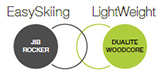 EasySkiing LightWeight
JIB
ROCKER
DUALITE
WOODCORE